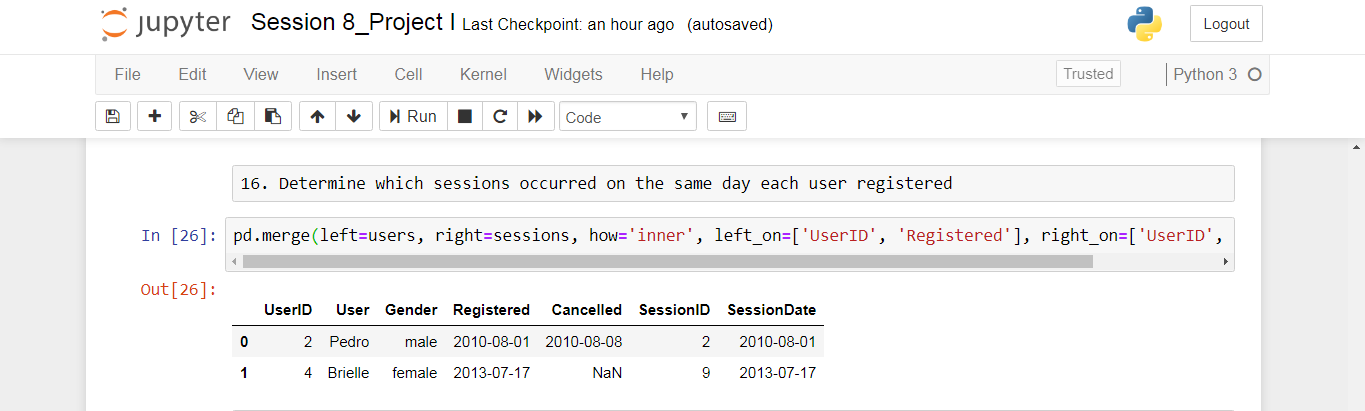 jupyter Session 8_Project I Last Checkpoint: an hour ago (autosaved) Logout
File Edit View Insert Cell Kernel Widgets Help Trusted Python 3
Run Code
16. Determine which sessions occurred on the same day each user registered
In [26]: pd.merge(left=users, right=sessions, how='inner', left_on=['UserID', 'Registered'], right_on=['UserID',
Out[26]:
UserID User Gender Registered Cancelled SessionID SessionDate
0 2 Pedro male 2010-08-01 2010-08-08 2 2010-08-01
1 4 Brielle female 2013-07-17 NaN 9 2013-07-17